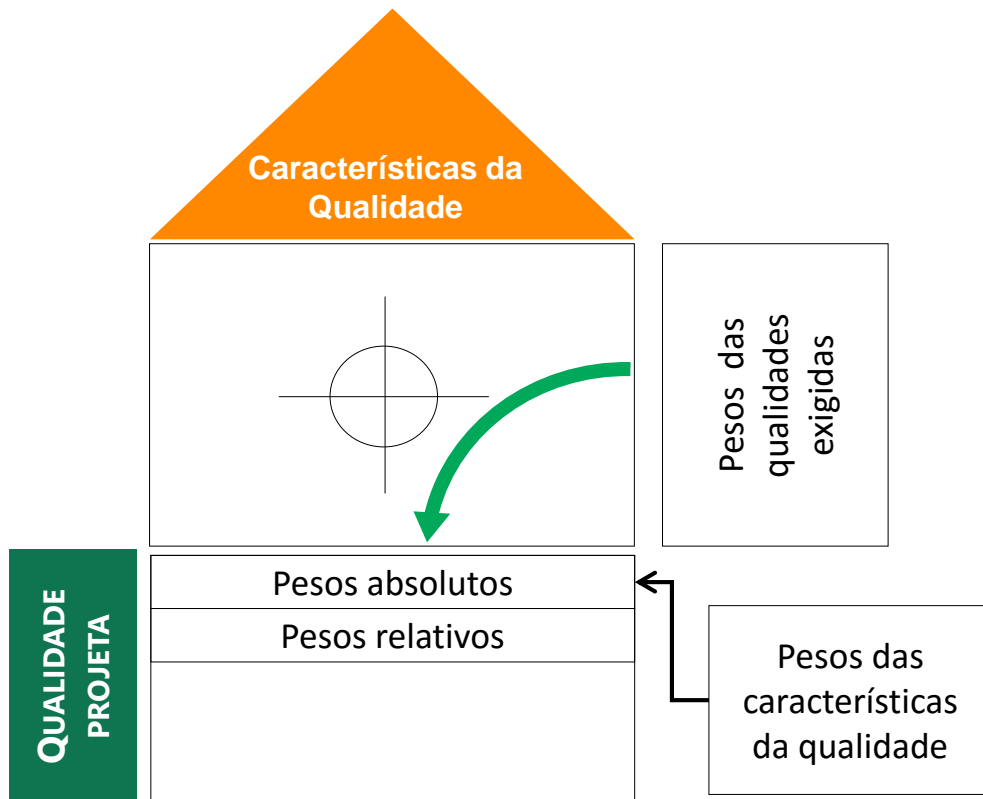 Características da
Qualidade
Pesos das
qualidades
exigidas
Pesos absolutos
Pesos relativos
QUALIDADE
PROJETA
Pesos das
características
da qualidade